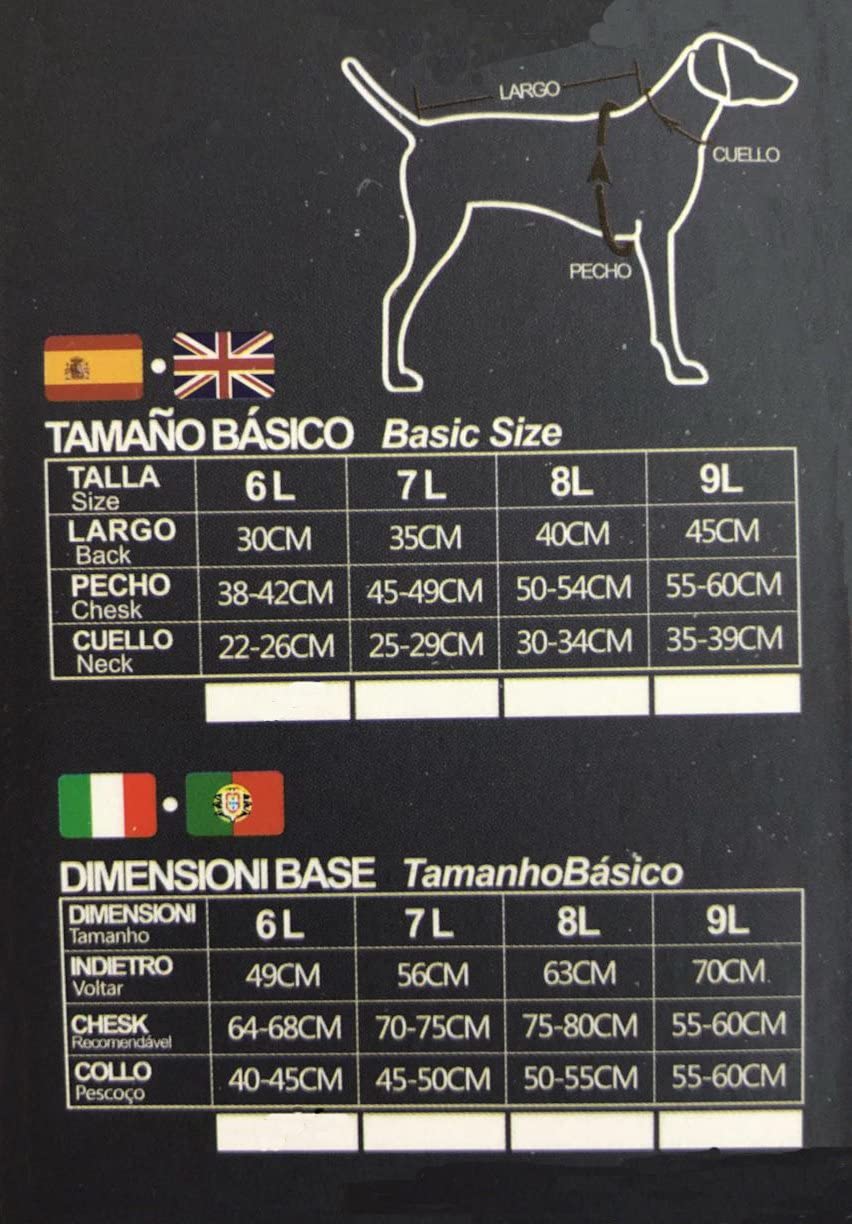 LARGO
CUELLO
PECHO
TAMAÑO BÁSICO Basic Size
TALLA
Size
6L 7L 8L 9L
LARGO
Back
30CM 35CM 40CM 45CM
PECHO
Chesk
38-42CM 45-49CM 50-54CM 55-60CM
CUELLO
Neck
22-26CM 25-29CM 30-34CM 35-39CM
DIMENSIONI BASE TamanhoBásico
DIMENSIONI
Tamanho
6L 7L 8L 9L
INDIETRO
Voltar
49CM 56CM 63CM 70CM
CHESK
Recomendável
64-68CM 70-75CM 75-80CM 55-60CM
COLLO
Pescoço
40-45CM 45-50CM 50-55CM 55-60CM